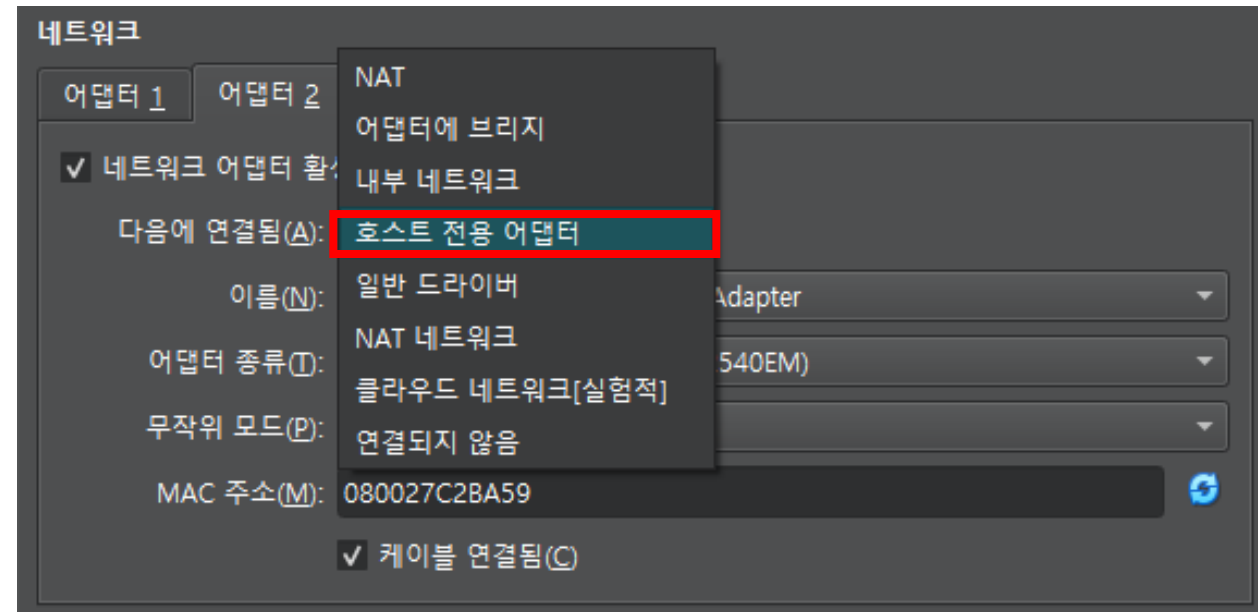 네트워크
어댑터 1
어댑터 2
네트워크 어댑터
다음에 연결됨(A):
NAT
어댑터에 브리지
내부 네트워크
호스트 전용 어댑터
일반 드라이버
NAT 네트워크
클라우드 네트워크[실험적]
연결되지 않음
이름(N):
Adapter
어댑터 종류(T):
540EM)
무작위 모드(P):
MAC 주소(M): 080027C2BA59
케이블 연결됨(C)